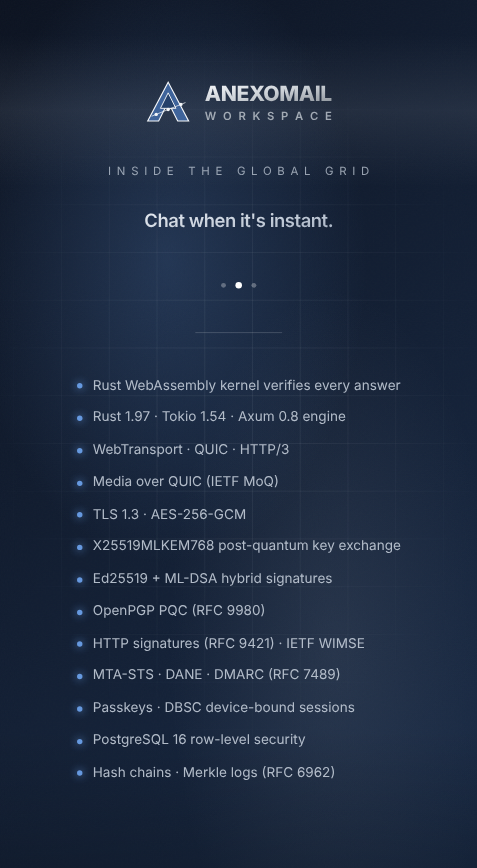 ANEXOMAIL
WORKSPACE
INSIDE THE GLOBAL GRID
Chat when it's instant.
Rust WebAssembly kernel verifies every answer
Rust 1.97 · Tokio 1.54 · Axum 0.8 engine
WebTransport · QUIC · HTTP/3
Media over QUIC (IETF MoQ)
TLS 1.3 · AES-256-GCM
X25519MLKEM768 post-quantum key exchange
Ed25519 + ML-DSA hybrid signatures
OpenPGP PQC (RFC 9980)
HTTP signatures (RFC 9421) · IETF WIMSE
MTA-STS · DANE · DMARC (RFC 7489)
Passkeys · DBSC device-bound sessions
PostgreSQL 16 row-level security
Hash chains · Merkle logs (RFC 6962)